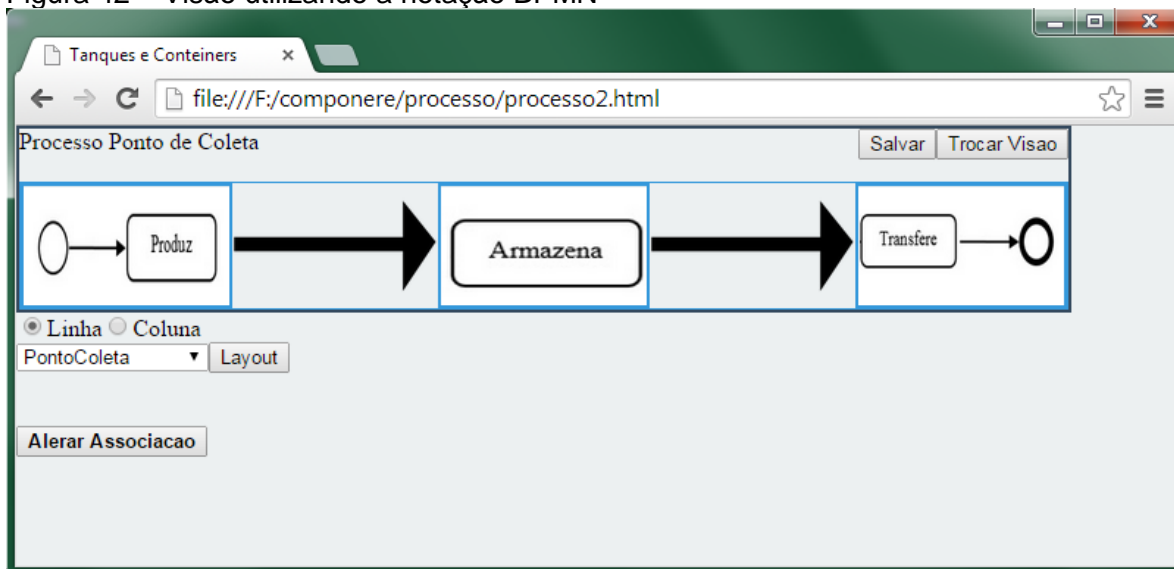 Figura 42 – Visão utilizando a notação BPMN
Tanques e Conteiners
file:///F:/componere/processo/processo2.html
Processo Ponto de Coleta
Salvar
Trocar Visao
Produz
Armazena
Transfere
Linha
Coluna
PontoColeta
Layout
Alerar Associacao